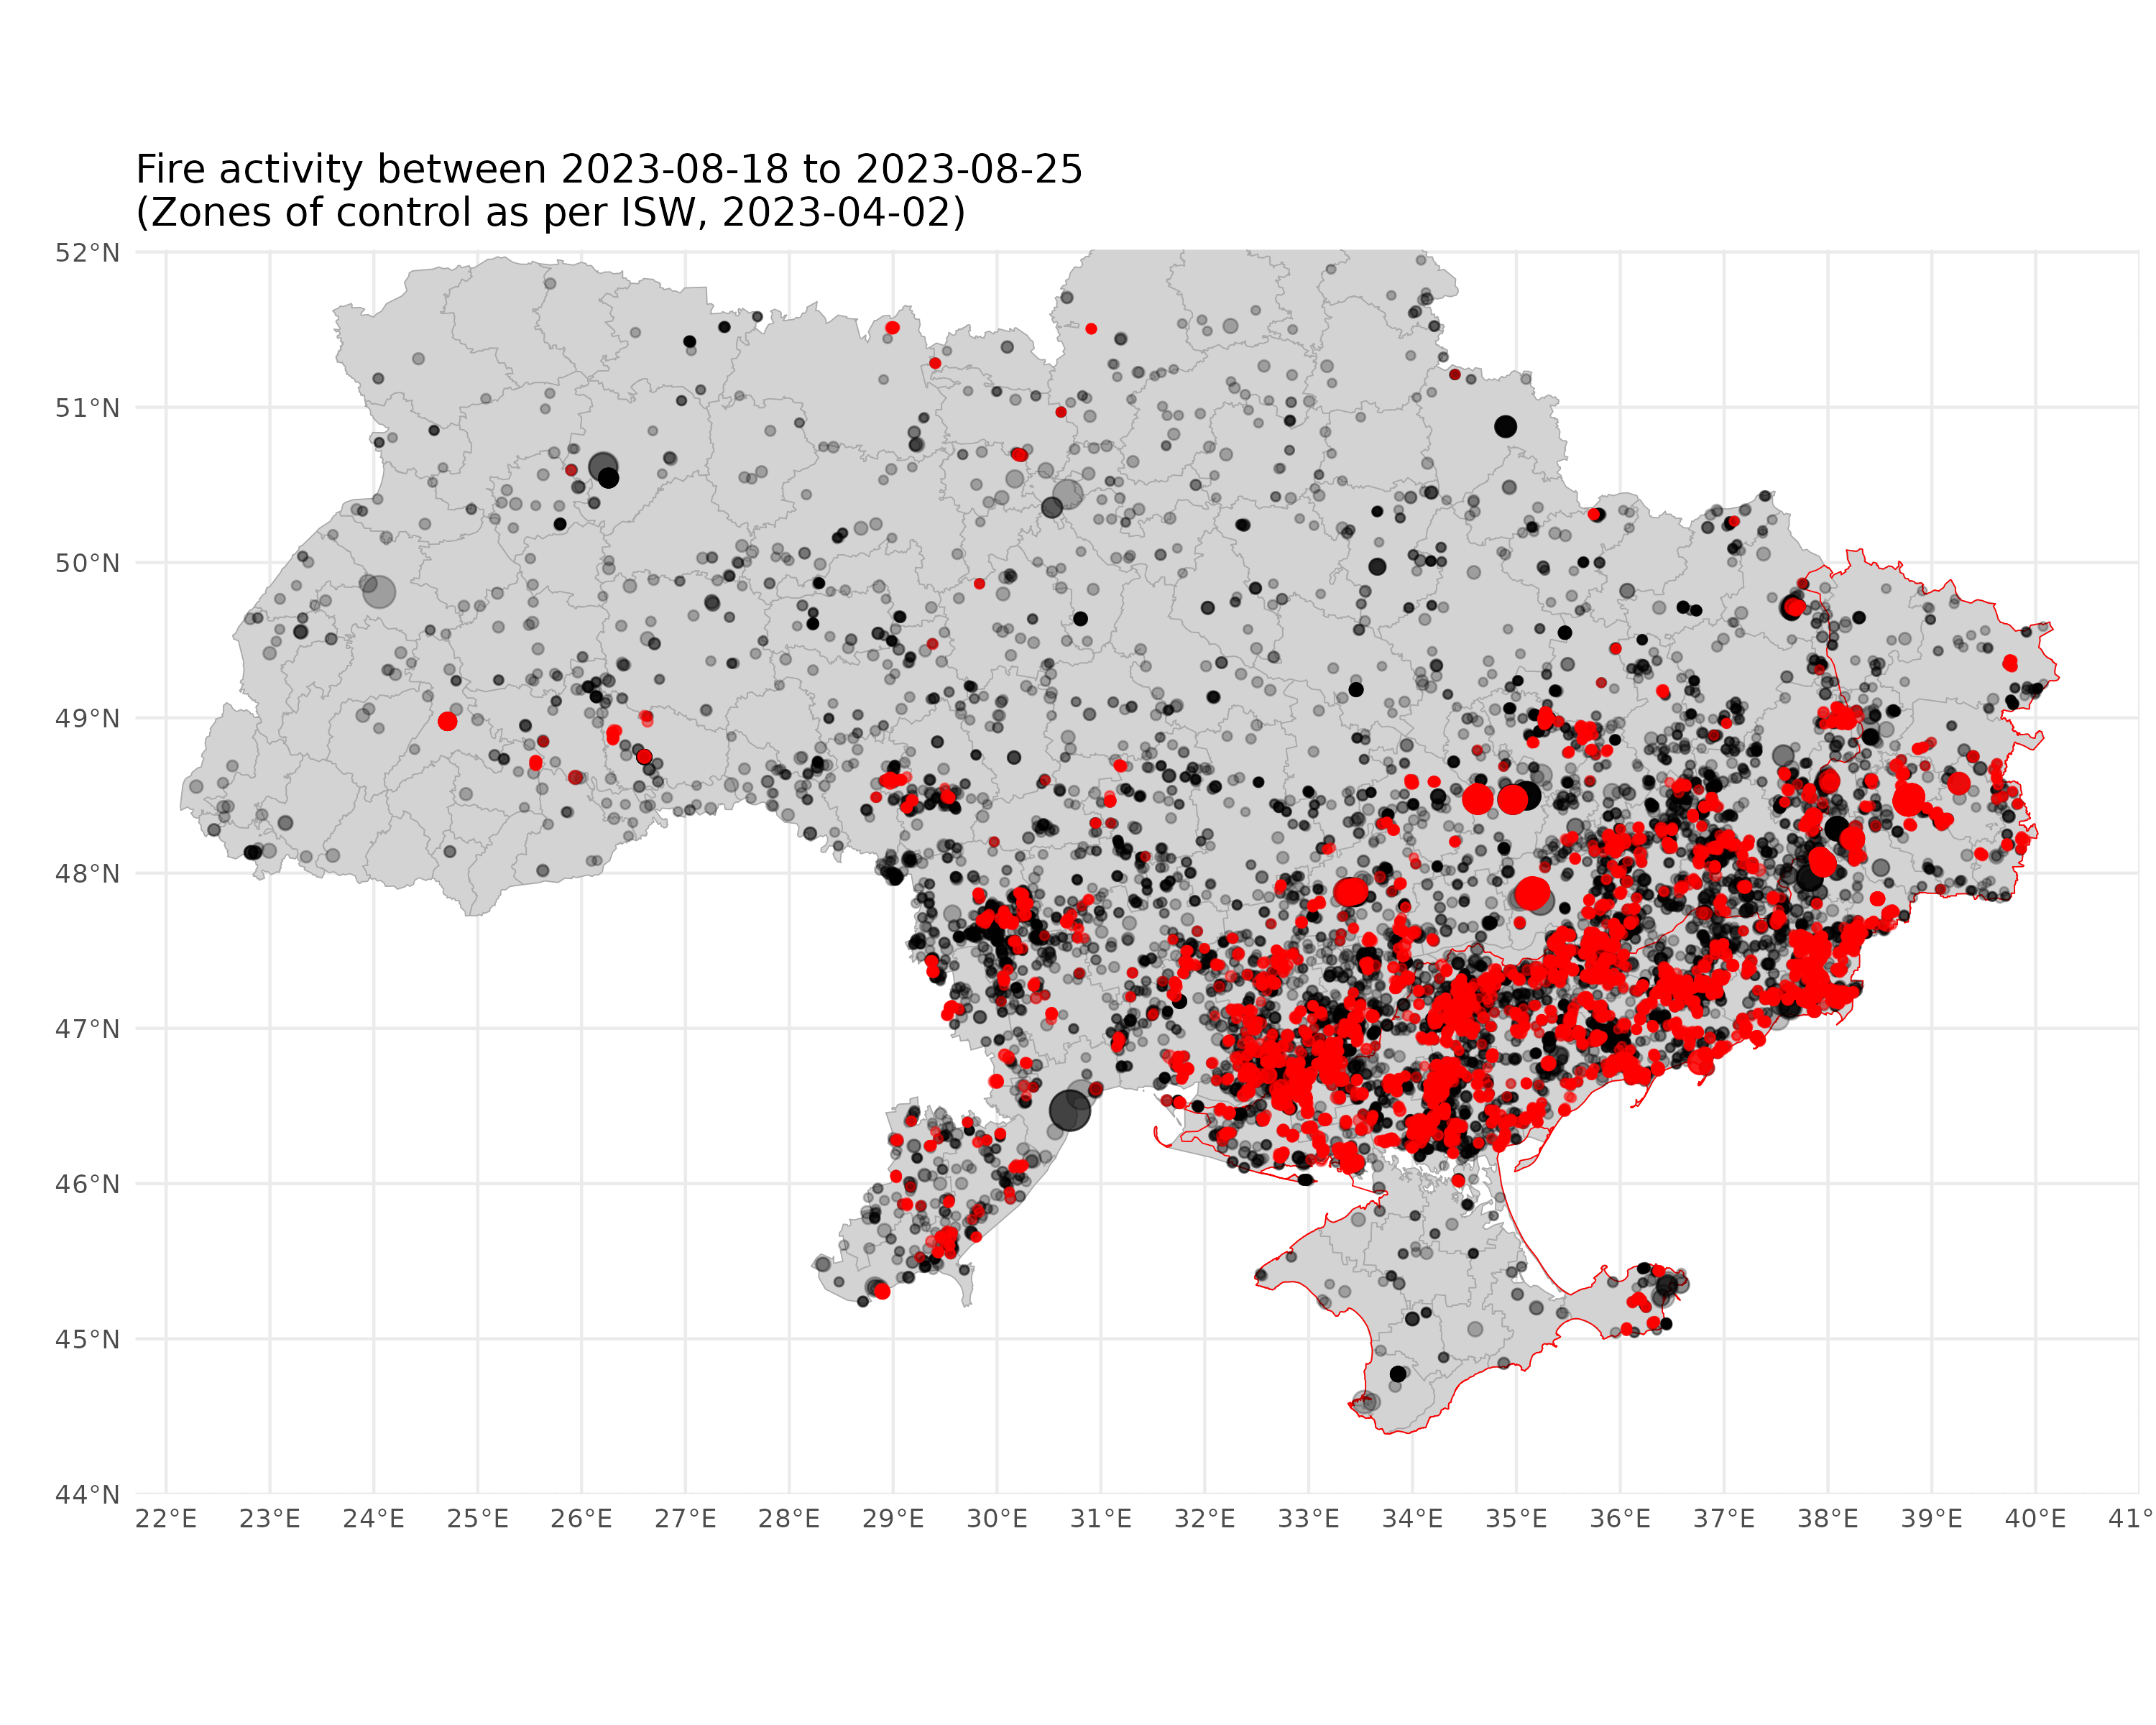 Fire activity between 2023-08-18 to 2023-08-25
(Zones of control as per ISW, 2023-04-02)
52°N
51°N
50°N
49°N
48°N
47°N
46°N
45°N
44°N
22°E 23°E 24°E 25°E 26°E 27°E 28°E 29°E 30°E 31°E 32°E 33°E 34°E 35°E 36°E 37°E 38°E 39°E 40°E 41°